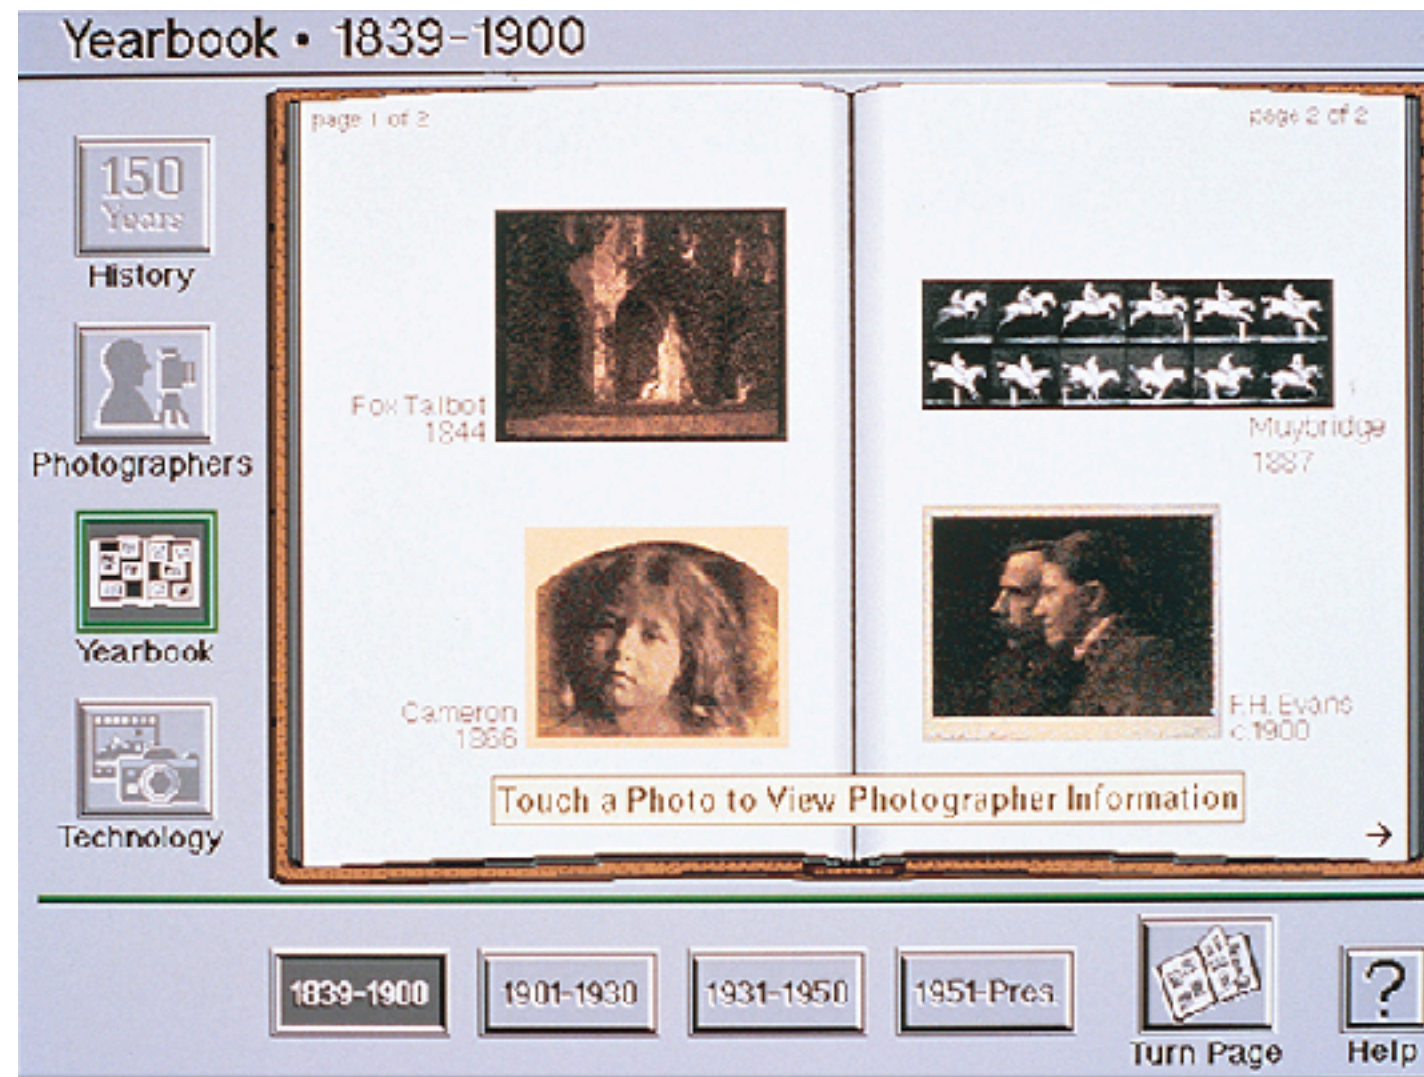 Yearbook • 1839-1900
150
Years
History
Photographers
Yearbook
Technology
page 1 of 2
page 2 of 2
Fox Talbot
1844
Muybridge
1887
Cameron
1866
F.H. Evans
c.1900
Touch a Photo to View Photographer Information
→
1839-1900
1901-1930
1931-1950
1951-Pres.
Turn Page
?
Help